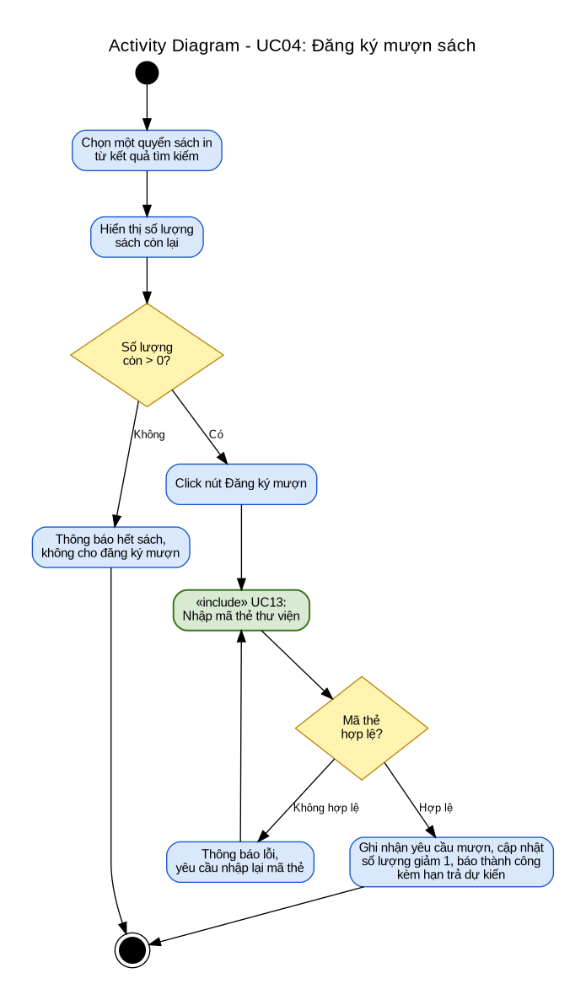 Activity Diagram - UC04: Đăng ký mượn sách
Chọn một quyển sách in
từ kết quả tìm kiếm
Hiển thị số lượng
sách còn lại
Số lượng
còn > 0?
Không
Có
Click nút Đăng ký mượn
Thông báo hết sách,
không cho đăng ký mượn
«include» UC13:
Nhập mã thẻ thư viện
Mã thẻ
hợp lệ?
Không hợp lệ
Hợp lệ
Thông báo lỗi,
yêu cầu nhập lại mã thẻ
Ghi nhận yêu cầu mượn, cập nhật
số lượng giảm 1, báo thành công
kèm hạn trả dự kiến